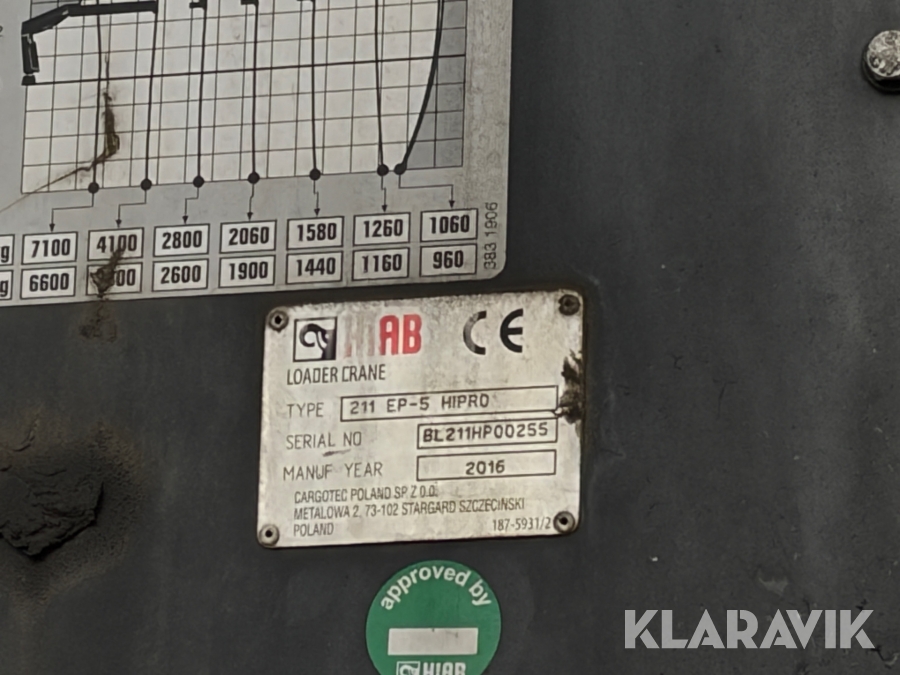 7100 4100 2800 2060 1580 1260 1060
6600 2600 1900 1440 1160 960
383 1906
HIAB CE
LOADER CRANE
TYPE 211 EP-5 HIPRO
SERIAL NO BL211HP00255
MANUF YEAR 2016
CARGOTEC POLAND SP. Z O.O.
METALOWA 2, 73-102 STARGARD SZCZECIŃSKI
POLAND 187-5931/2
approved by
HIAB
KLARAVIK